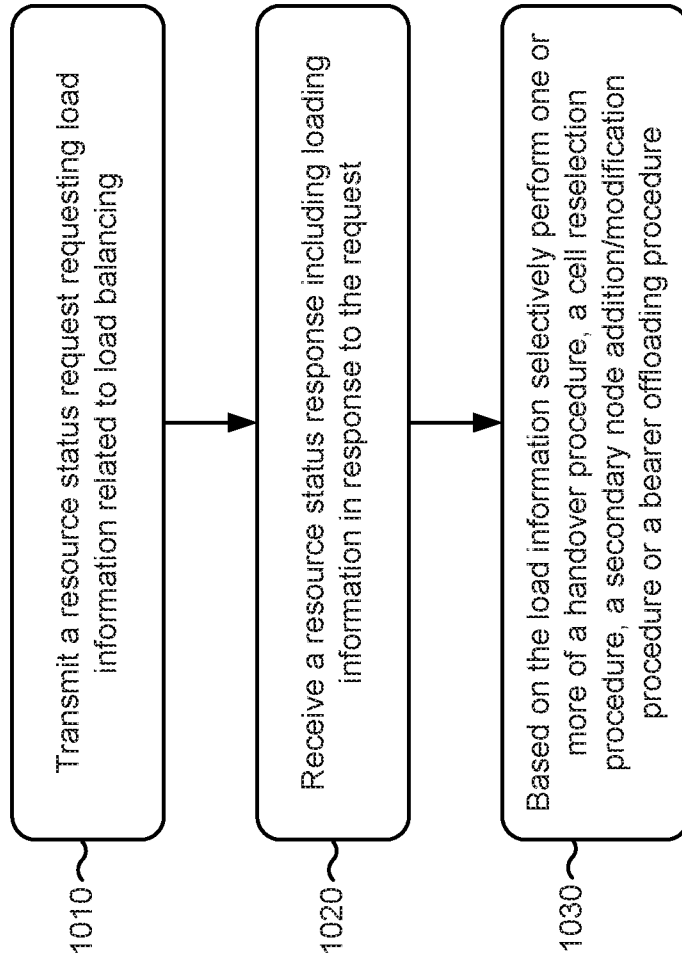 1010
Transmit a resource status request requesting load
information related to load balancing
1020
Receive a resource status response including loading
information in response to the request
1030
Based on the load information selectively perform one or
more of a handover procedure, a cell reselection
procedure, a secondary node addition/modification
procedure or a bearer offloading procedure